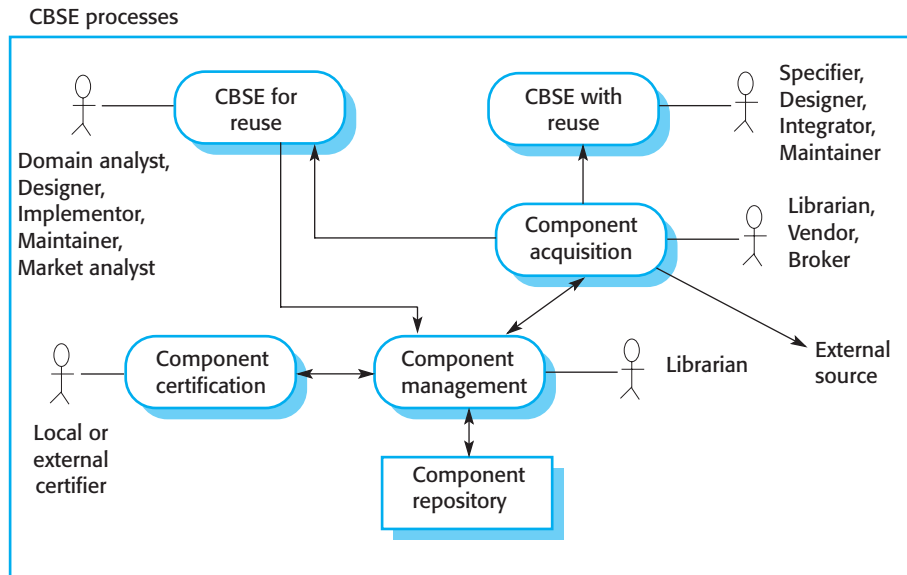 CBSE processes
CBSE for
reuse
CBSE with
reuse
Specifier,
Designer,
Integrator,
Maintainer
Domain analyst,
Designer,
Implementor,
Maintainer,
Market analyst
Component
acquisition
Librarian,
Vendor,
Broker
Component
certification
Component
management
Librarian
External
source
Local or
external
certifier
Component
repository